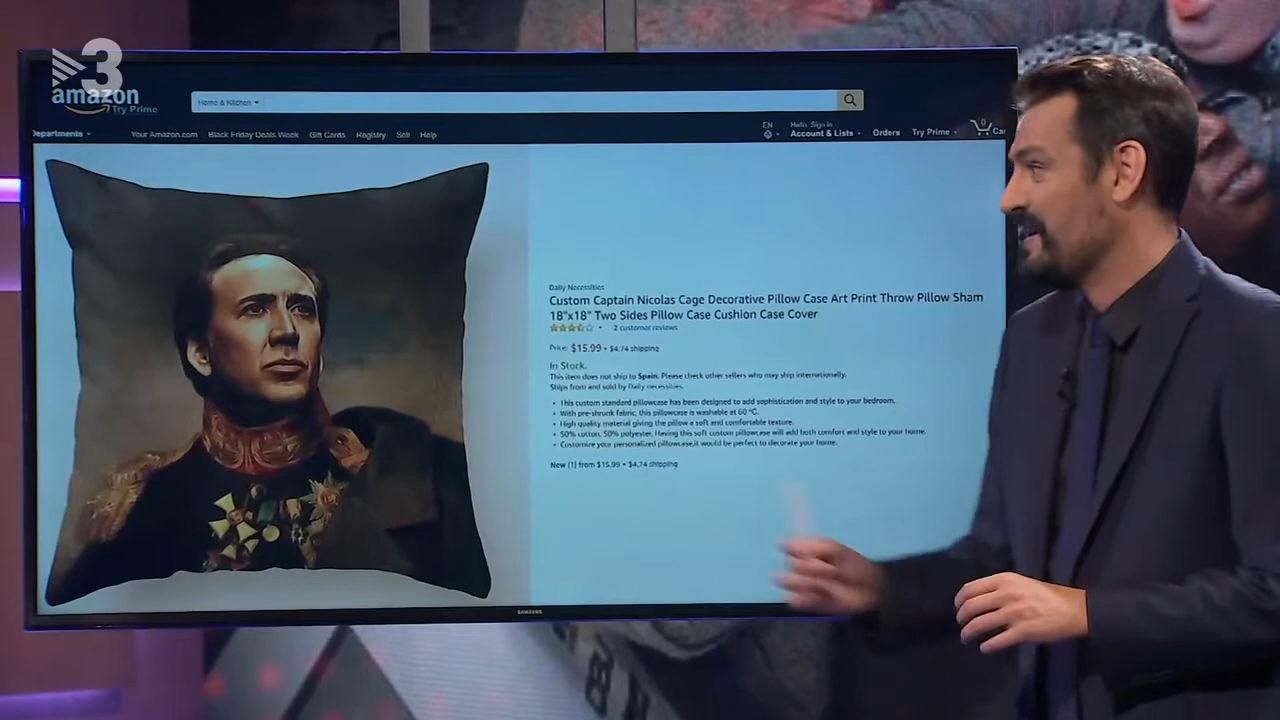 3
amazon
Try Prime
Home & Kitchen
Departments
Your Amazon.com Black Friday Deals Week Gift Cards Registry Sell Help
EN
Hello. Sign in
Account & Lists Orders Try Prime
0
Daily Necessities
Custom Captain Nicolas Cage Decorative Pillow Case Art Print Throw Pillow Sham
18"x18" Two Sides Pillow Case Cushion Case Cover
2 customer reviews
Price: $15.99 + $4.74 shipping
In Stock.
This item does not ship to Spain. Please check other sellers who may ship internationally.
Ships from and sold by Daily necessities.
• This custom standard pillowcase has been designed to add sophistication and style to your bedroom.
• With pre-shrunk fabric, this pillowcase is washable at 60 °C.
• High quality material giving the pillow a soft and comfortable texture.
• 50% cotton, 50% polyester. Having this soft custom pillowcase will add both comfort and style to your home.
• Customize your personalized pillowcase,it would be perfect to decorate your home.
New (1) from $15.99 + $4.74 shipping
SAMSUNG